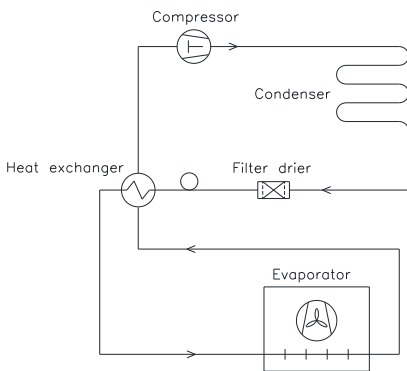 Compressor
Condenser
Heat exchanger
Filter drier
Evaporator